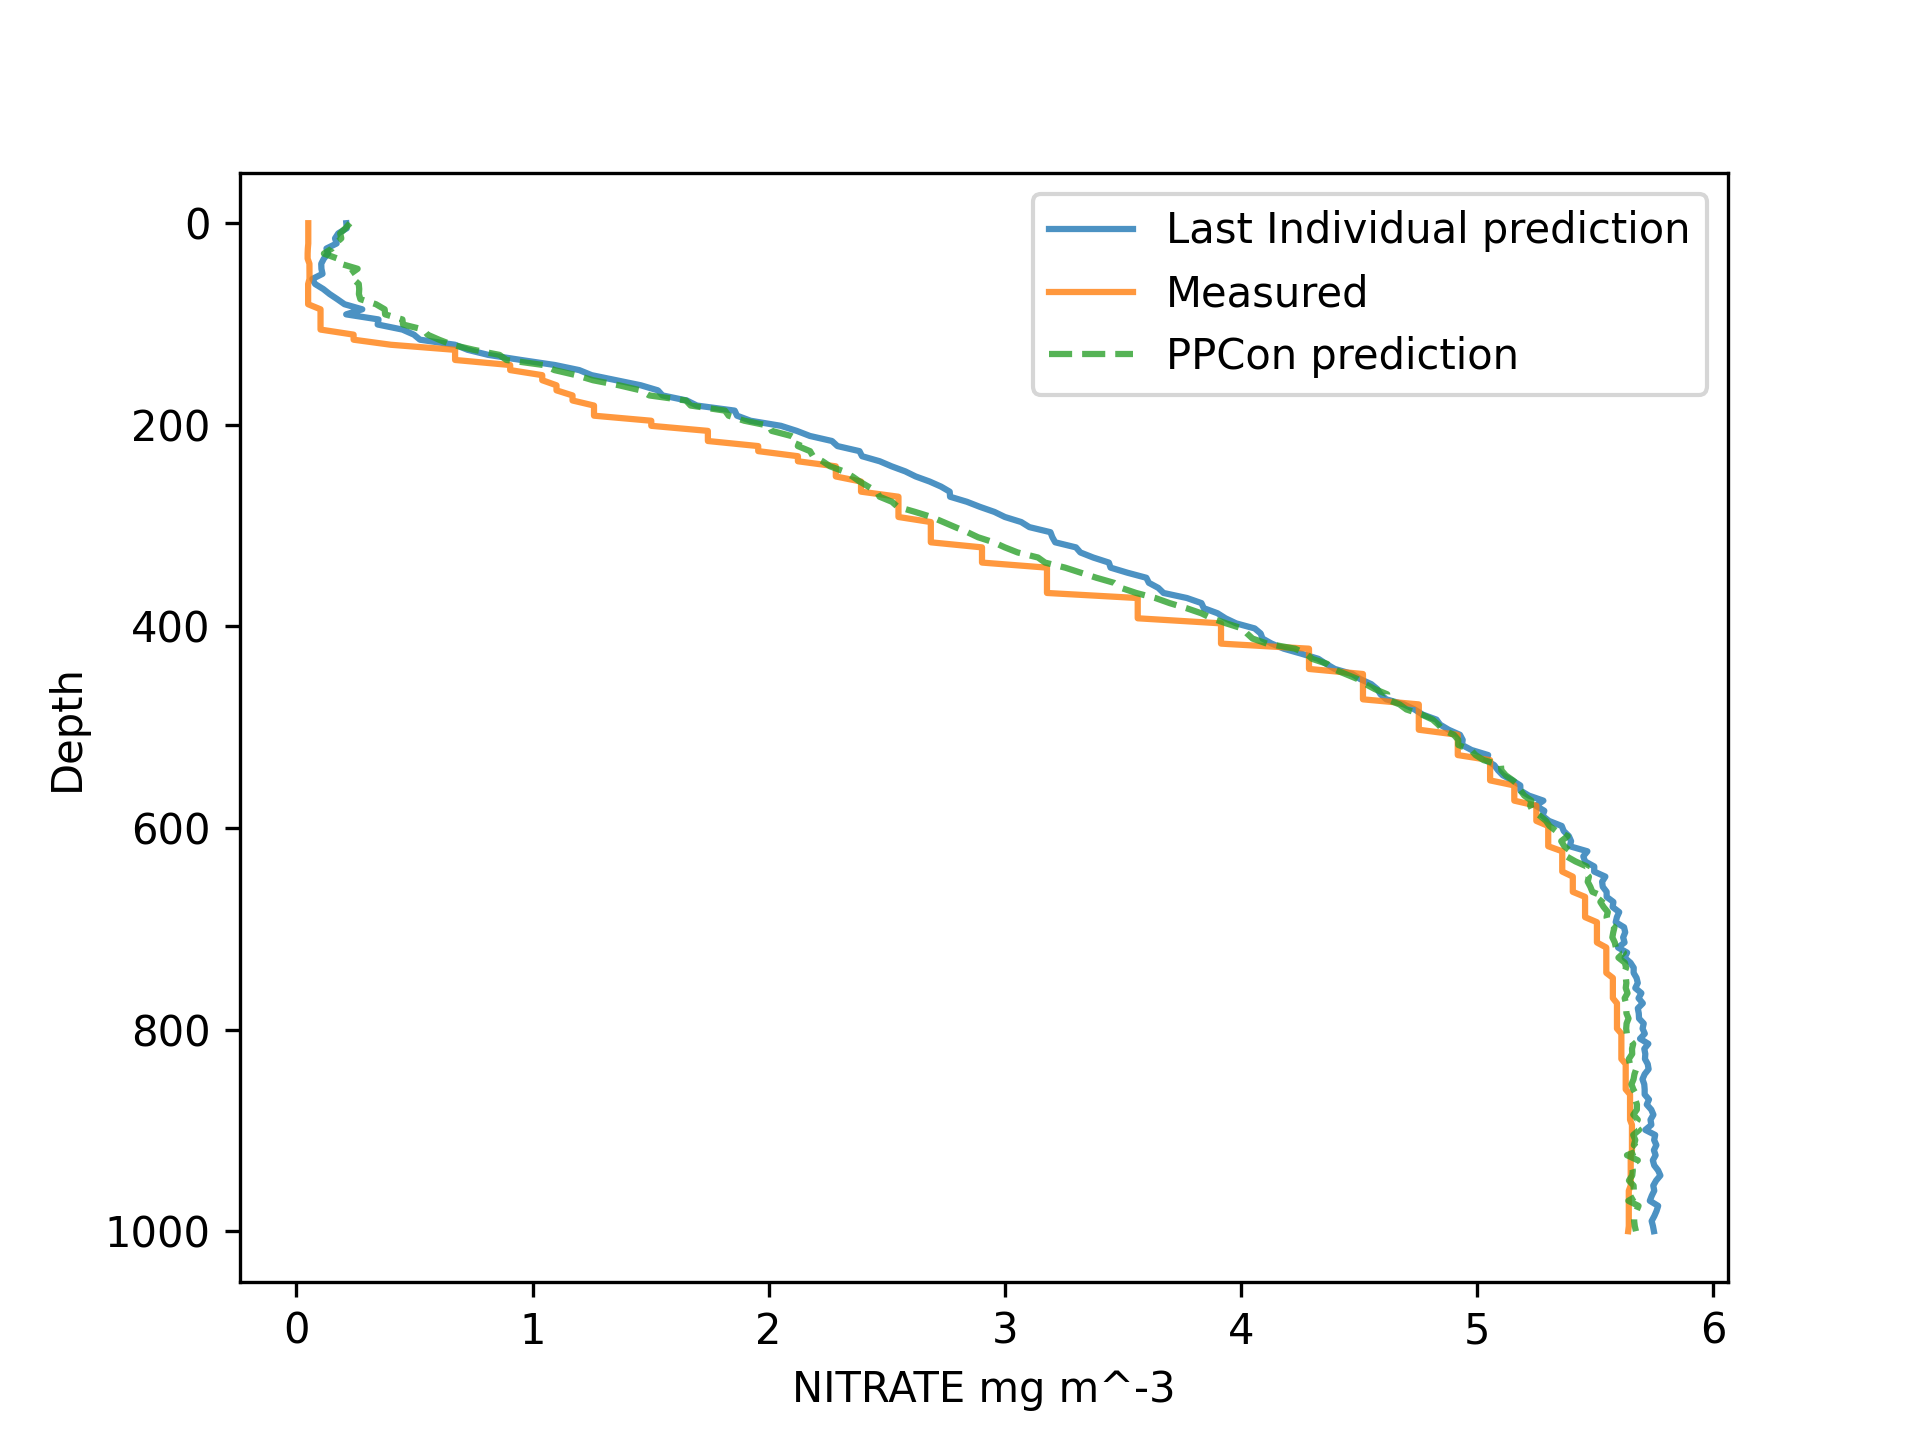 Last Individual prediction
Measured
PPCon prediction
0
200
400
600
800
1000
Depth
0 1 2 3 4 5 6
NITRATE mg m^-3